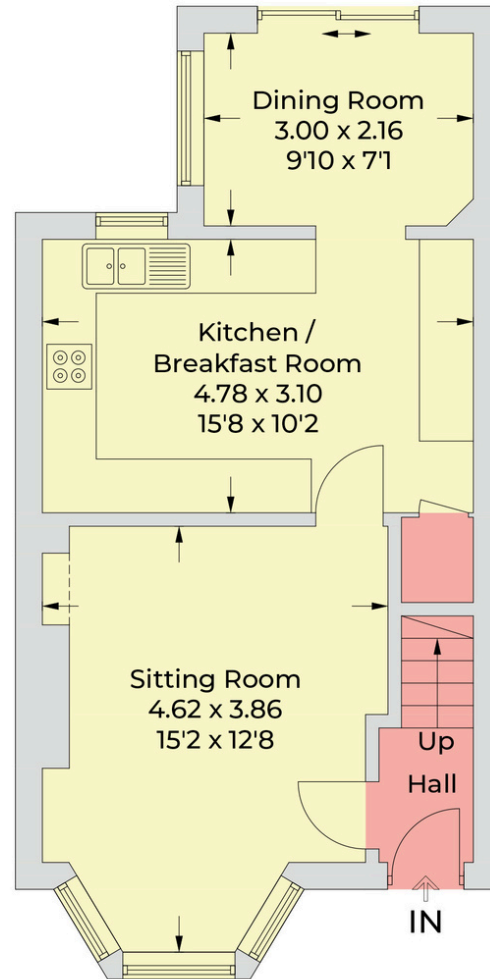 Dining Room
3.00 x 2.16
9'10 x 7'1
Kitchen /
Breakfast Room
4.78 x 3.10
15'8 x 10'2
Sitting Room
4.62 x 3.86
15'2 x 12'8
Up
Hall
IN